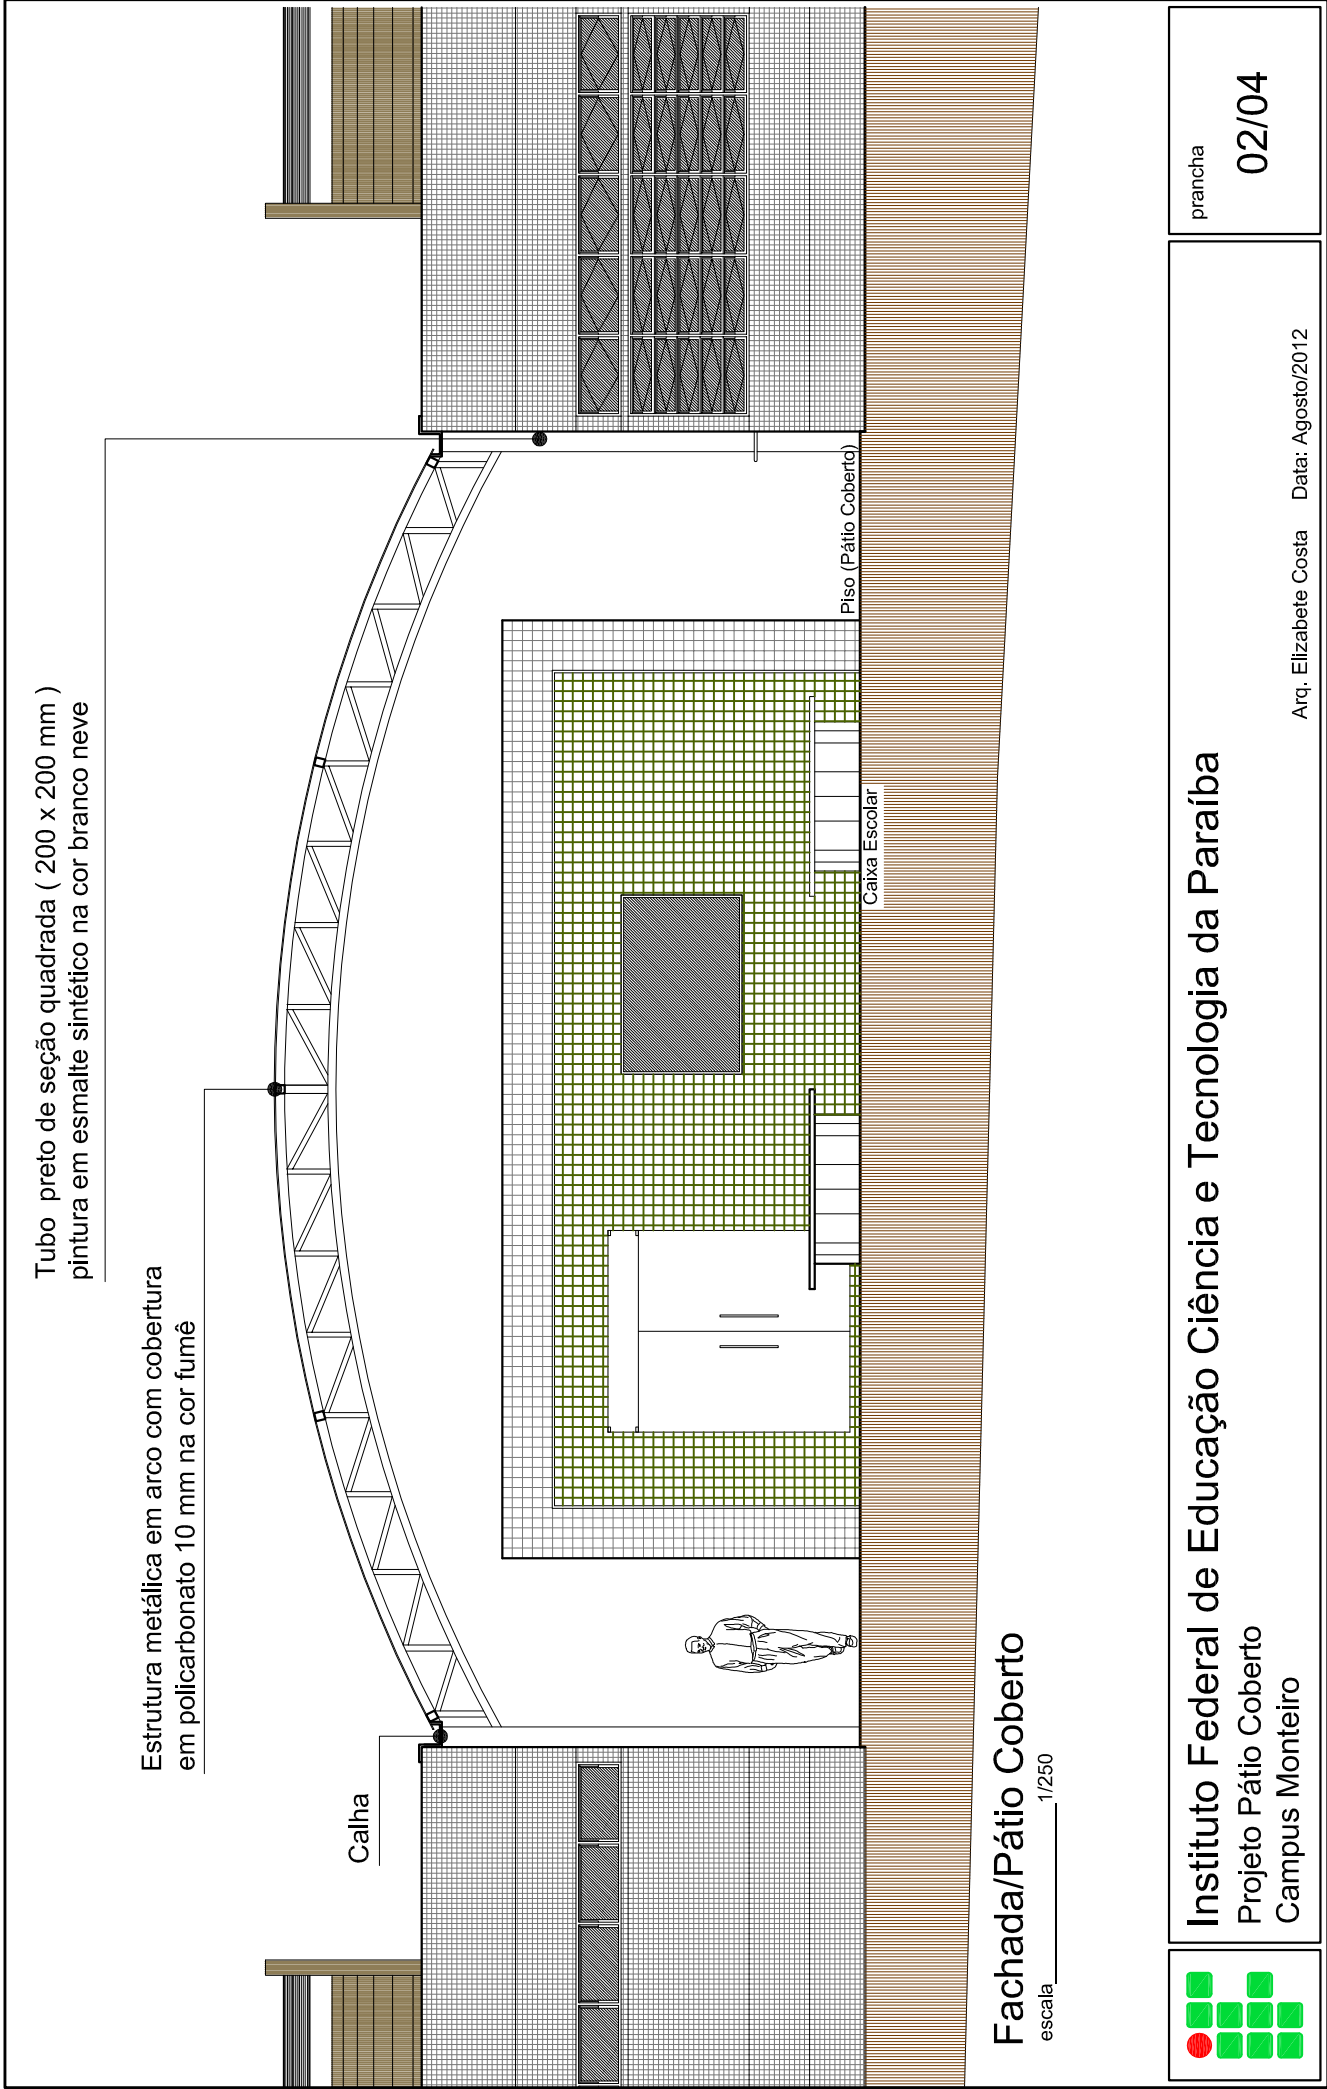 Tubo preto de seção quadrada ( 200 x 200 mm )
pintura em esmalte sintético na cor branco neve
Estrutura metálica em arco com cobertura
em policarbonato 10 mm na cor fumê
Calha
Piso (Pátio Coberto)
Caixa Escolar
Fachada/Pátio Coberto
escala 1/250
Instituto Federal de Educação Ciência e Tecnologia da Paraíba
Projeto Pátio Coberto
Campus Monteiro
Arq. Elizabete Costa Data: Agosto/2012
prancha
02/04